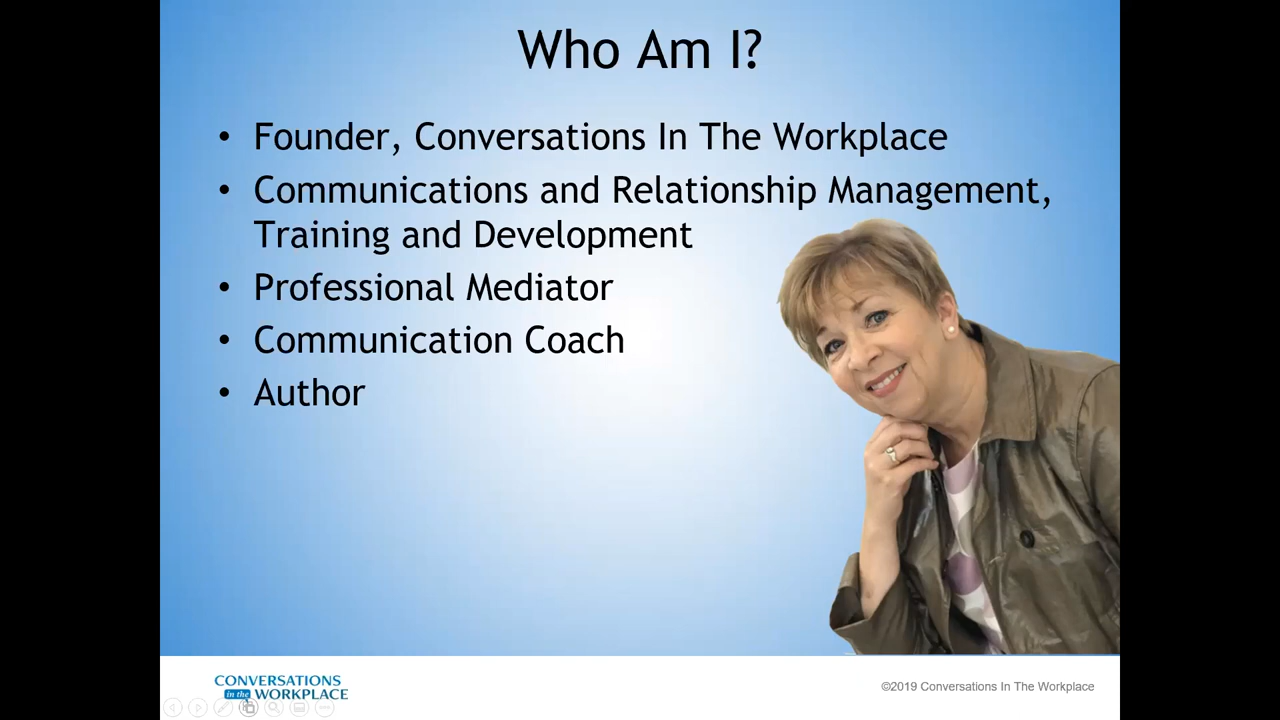 Who Am I?
• Founder, Conversations In The Workplace
• Communications and Relationship Management,
Training and Development
• Professional Mediator
• Communication Coach
• Author
CONVERSATIONS
in the WORKPLACE
©2019 Conversations In The Workplace